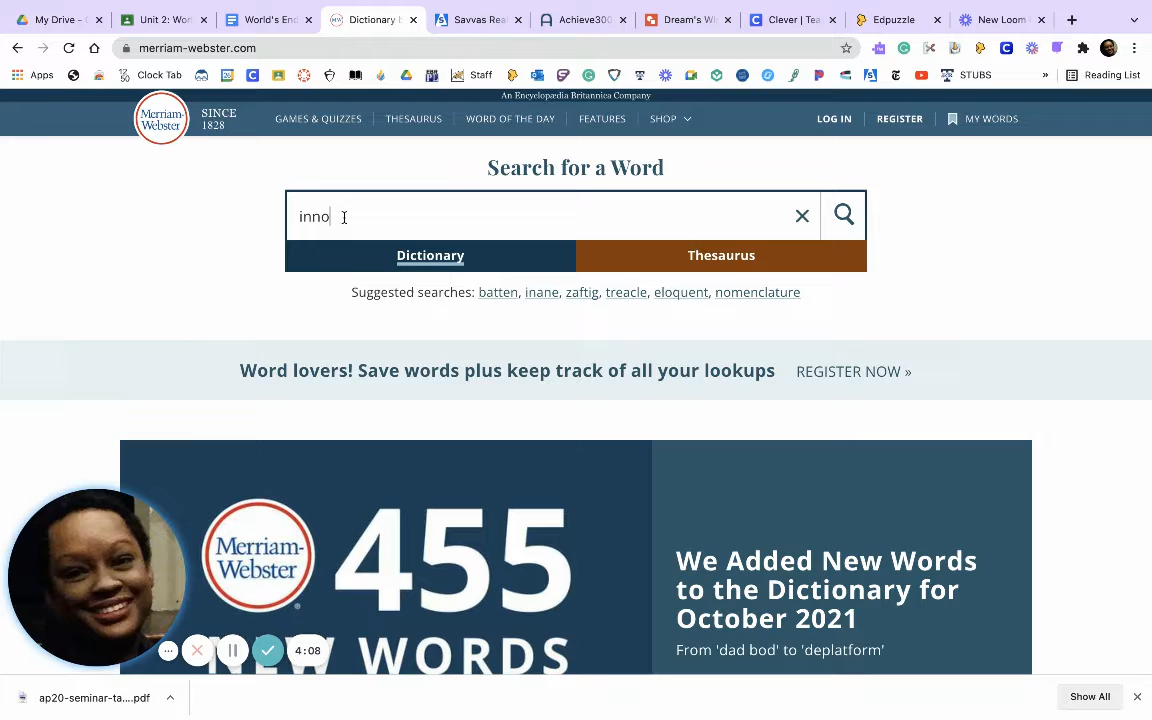 My Drive - G
Unit 2: Wor
World's End
Dictionary b
Savvas Real
Achieve300
Dream's Wi
Clever | Tea
Edpuzzle
New Loom
merriam-webster.com
Apps
Clock Tab
Staff
STUBS
»
Reading List
An Encyclopædia Britannica Company
Merriam-
Webster
SINCE
1828
GAMES & QUIZZES
THESAURUS
WORD OF THE DAY
FEATURES
SHOP
LOG IN
REGISTER
MY WORDS
Search for a Word
inno
Dictionary
Thesaurus
Suggested searches: batten, inane, zaftig, treacle, eloquent, nomenclature
Word lovers! Save words plus keep track of all your lookups REGISTER NOW »
Merriam-
Webster
455
NEW WORDS
We Added New Words
to the Dictionary for
October 2021
From 'dad bod' to 'deplatform'
4:08
ap20-seminar-ta....pdf
Show All